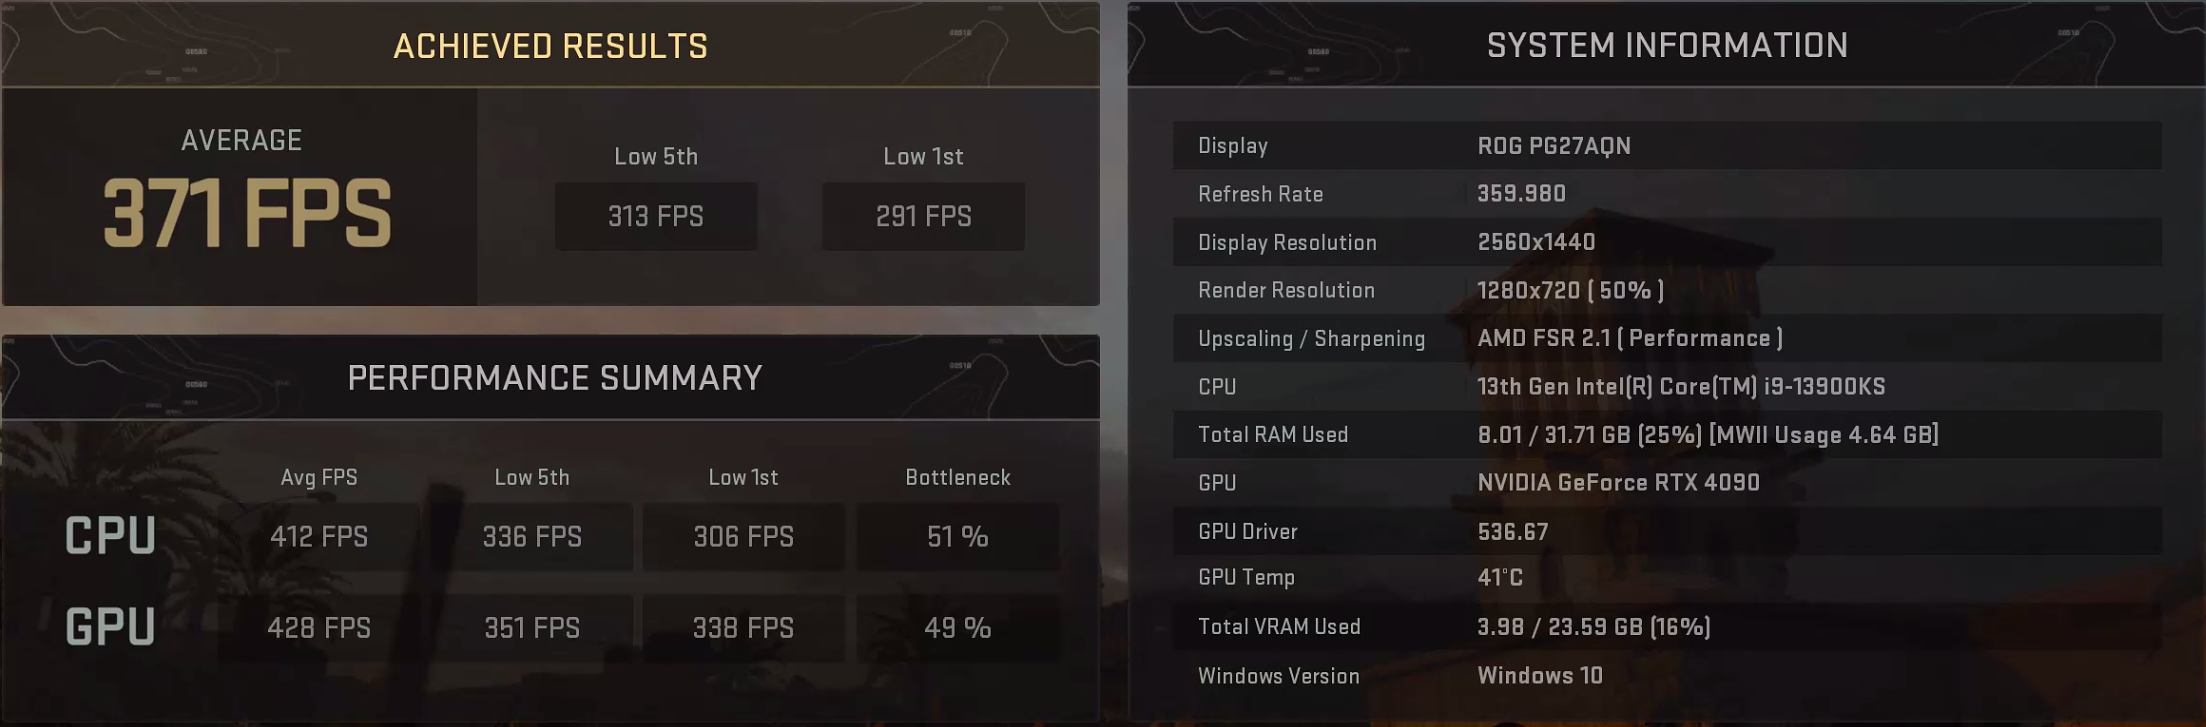 ACHIEVED RESULTS
AVERAGE
371 FPS
Low 5th
Low 1st
313 FPS
291 FPS
PERFORMANCE SUMMARY
Avg FPS
Low 5th
Low 1st
Bottleneck
CPU
412 FPS
336 FPS
306 FPS
51 %
GPU
428 FPS
351 FPS
338 FPS
49 %
SYSTEM INFORMATION
Display ROG PG27AQN
Refresh Rate 359.980
Display Resolution 2560x1440
Render Resolution 1280x720 ( 50% )
Upscaling / Sharpening AMD FSR 2.1 ( Performance )
CPU 13th Gen Intel(R) Core(TM) i9-13900KS
Total RAM Used 8.01 / 31.71 GB (25%) [MWII Usage 4.64 GB]
GPU NVIDIA GeForce RTX 4090
GPU Driver 536.67
GPU Temp 41°C
Total VRAM Used 3.98 / 23.59 GB (16%)
Windows Version Windows 10